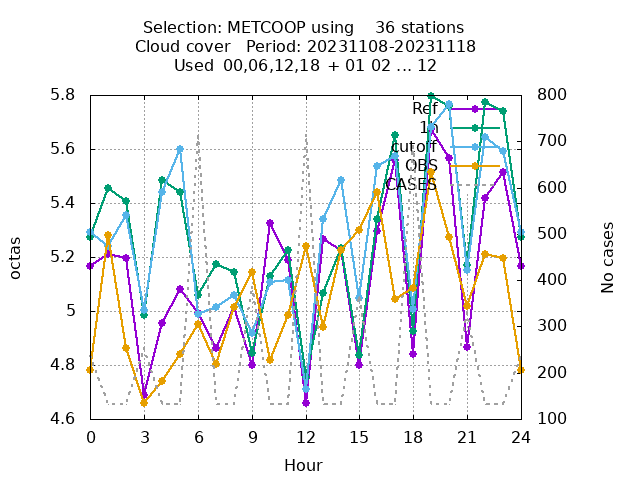 Selection: METCOOP using    36 stations
Cloud cover   Period: 20231108-20231118
Used 00,06,12,18 + 01 02 ... 12
5.8
5.6
5.4
5.2
5
4.8
4.6
octas
800
700
600
500
400
300
200
100
No cases
Ref
1h
cutoff
OBS
CASES
0 3 6 9 12 15 18 21 24
Hour